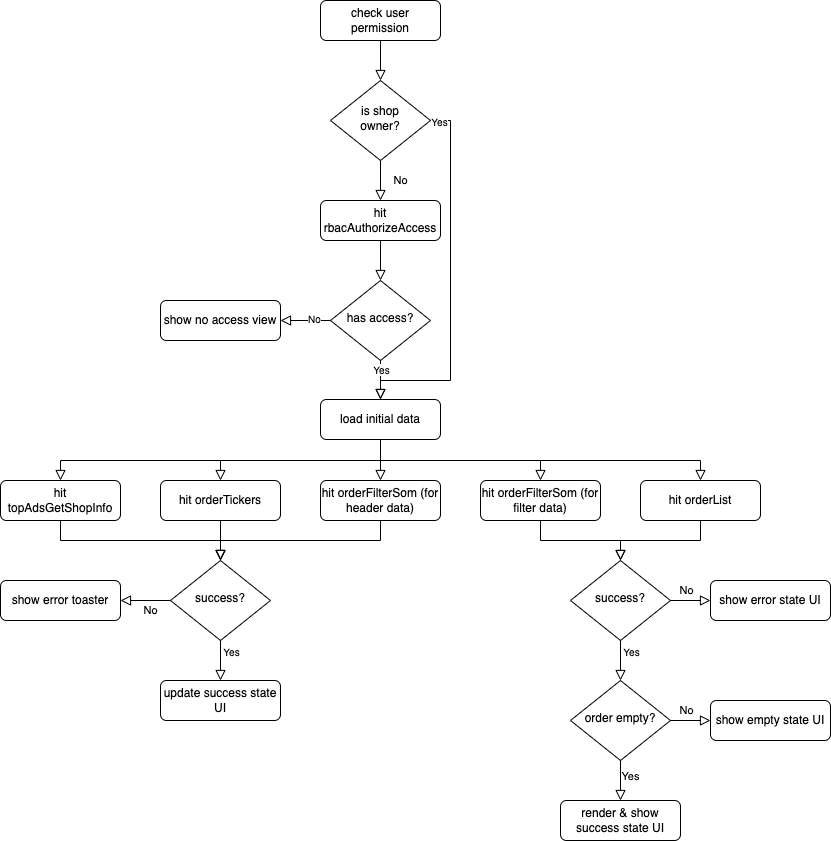 check user
permission
is shop
owner?
Yes
No
hit
rbacAuthorizeAccess
show no access view
No
has access?
Yes
load initial data
hit
topAdsGetShopInfo
hit orderTickers
hit orderFilterSom (for
header data)
hit orderFilterSom (for
filter data)
hit orderList
show error toaster
No
success?
Yes
update success state
UI
success?
No
show error state UI
Yes
order empty?
No
show empty state UI
Yes
render & show
success state UI